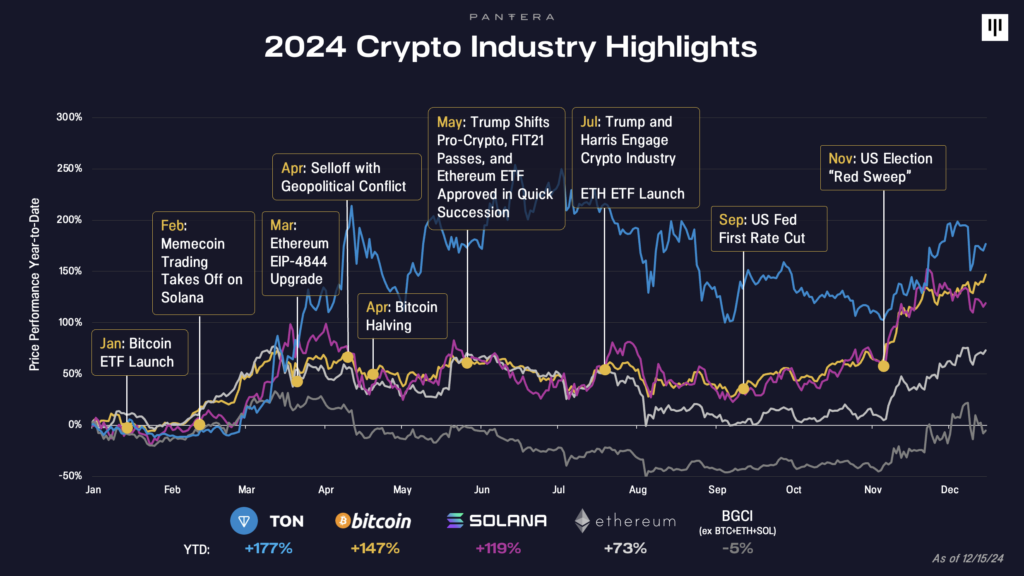 PANTERA
2024 Crypto Industry Highlights
Price Performance Year-to-Date
300%
250%
200%
150%
100%
50%
0%
-50%
Jan: Bitcoin
ETF Launch
Feb:
Memecoin
Trading
Takes Off on
Solana
Mar:
Ethereum
EIP-4844
Upgrade
Apr: Selloff with
Geopolitical Conflict
Apr: Bitcoin
Halving
May: Trump Shifts
Pro-Crypto, FIT21
Passes, and
Ethereum ETF
Approved in Quick
Succession
Jul: Trump and
Harris Engage
Crypto Industry
ETH ETF Launch
Sep: US Fed
First Rate Cut
Nov: US Election
“Red Sweep”
Jan Feb Mar Apr May Jun Jul Aug Sep Oct Nov Dec
TON bitcoin SOLANA ethereum BGCI
(ex BTC+ETH+SOL)
YTD: +177% +147% +119% +73% -5%
As of 12/15/24